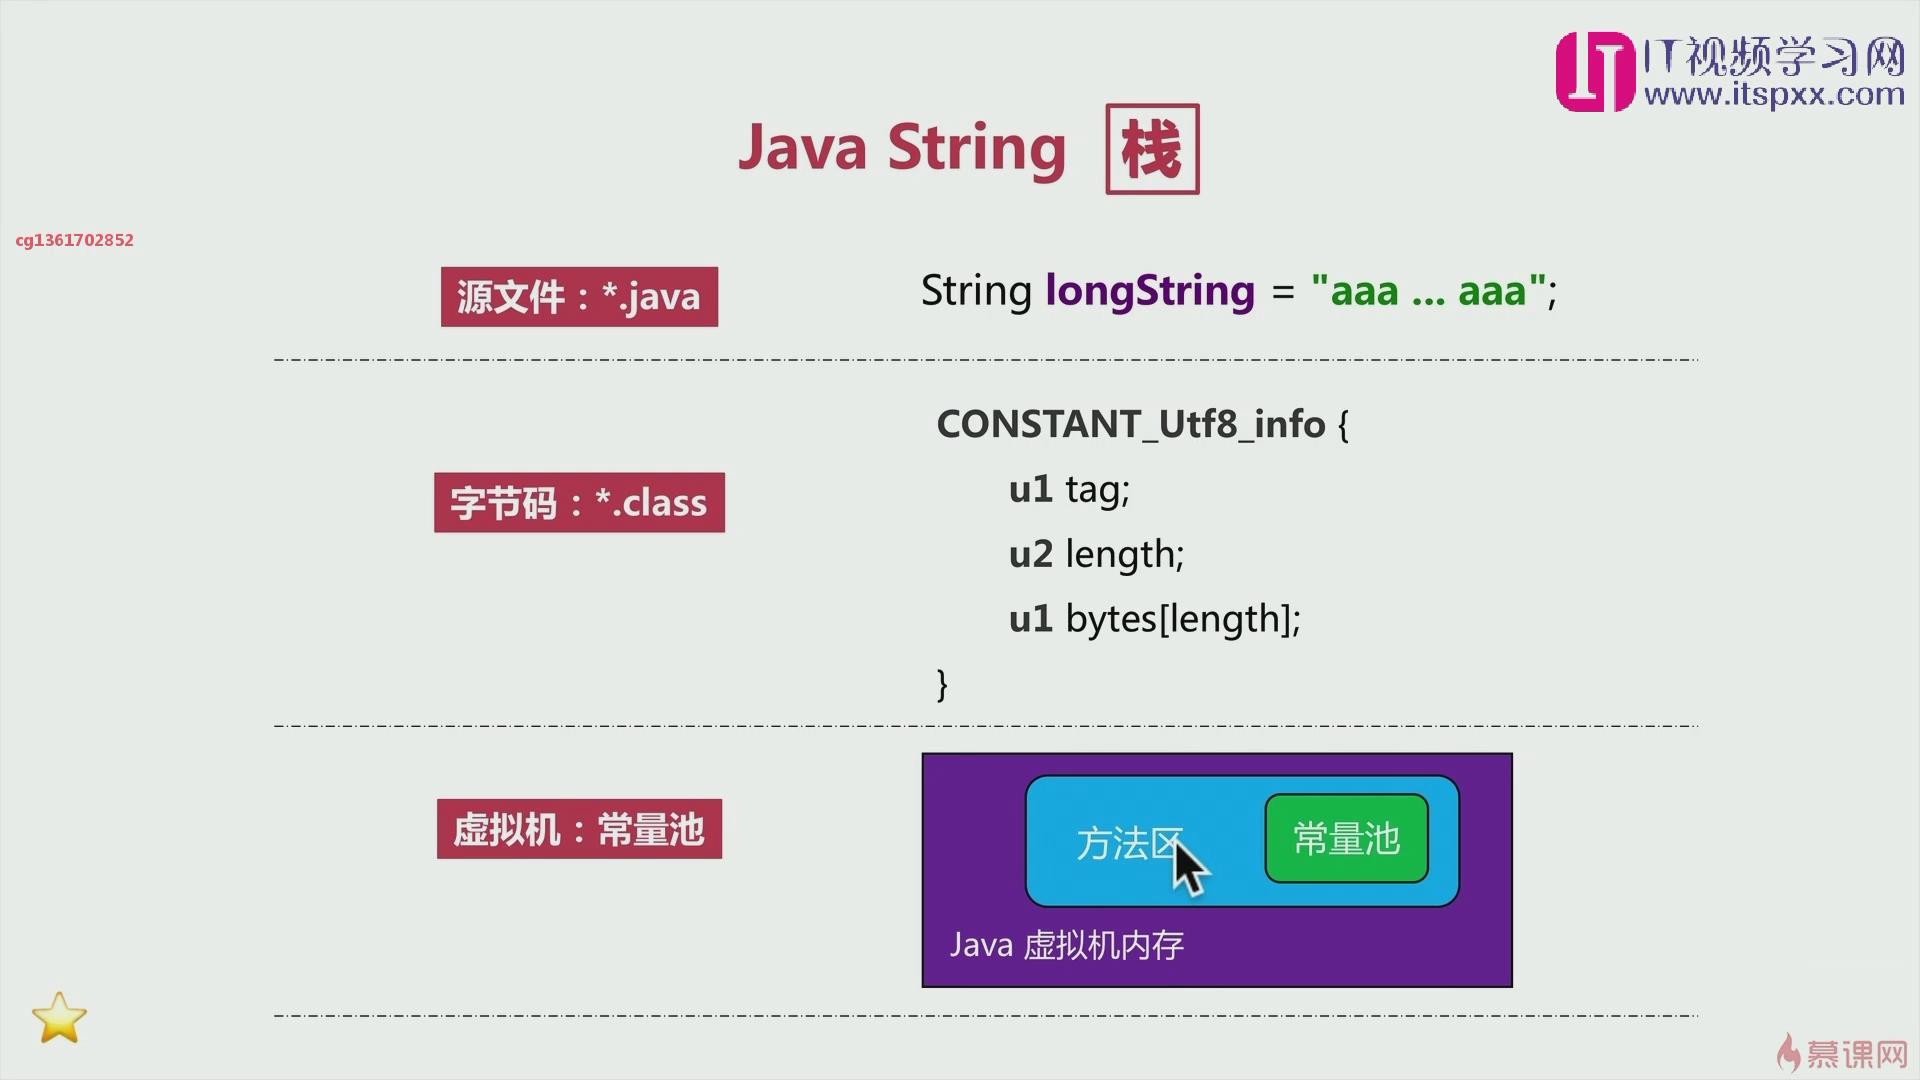 IT视频学习网
www.itspxx.com
Java String 栈
cg1361702852
源文件：*.java
String longString = "aaa ... aaa";
字节码：*.class
CONSTANT_Utf8_info {
u1 tag;
u2 length;
u1 bytes[length];
}
虚拟机：常量池
方法区
常量池
Java 虚拟机内存
慕课网